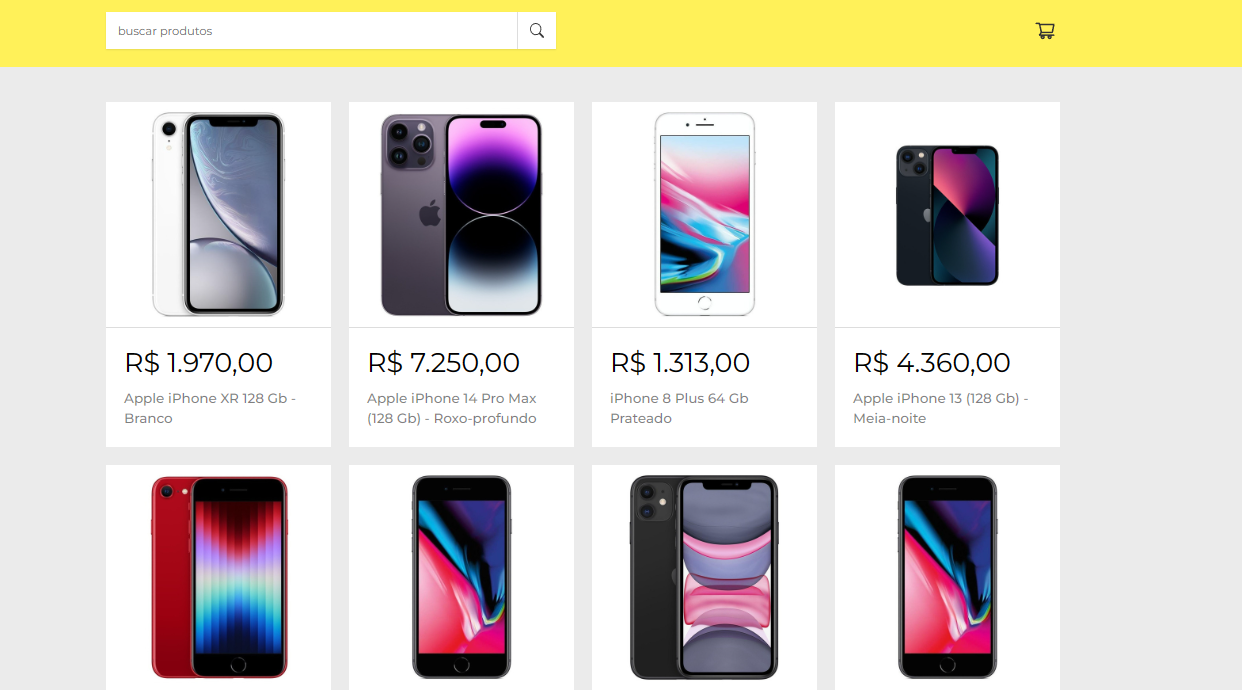 buscar produtos
R$ 1.970,00
Apple iPhone XR 128 Gb -
Branco
R$ 7.250,00
Apple iPhone 14 Pro Max
(128 Gb) - Roxo-profundo
R$ 1.313,00
iPhone 8 Plus 64 Gb
Prateado
R$ 4.360,00
Apple iPhone 13 (128 Gb) -
Meia-noite